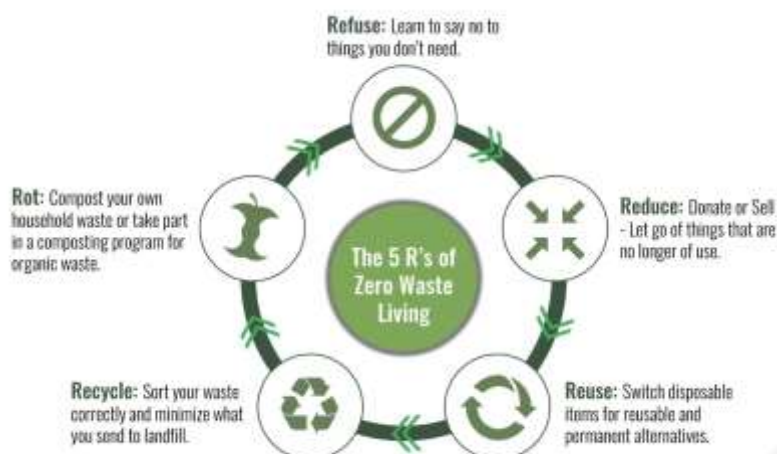 Refuse: Learn to say no to
things you don't need.
Reduce: Donate or Sell
- Let go of things that are
no longer of use.
Reuse: Switch disposable
items for reusable and
permanent alternatives.
Recycle: Sort your waste
correctly and minimize what
you send to landfill.
Rot: Compost your own
household waste or take part
in a composting program for
organic waste.
The 5 R's of
Zero Waste
Living